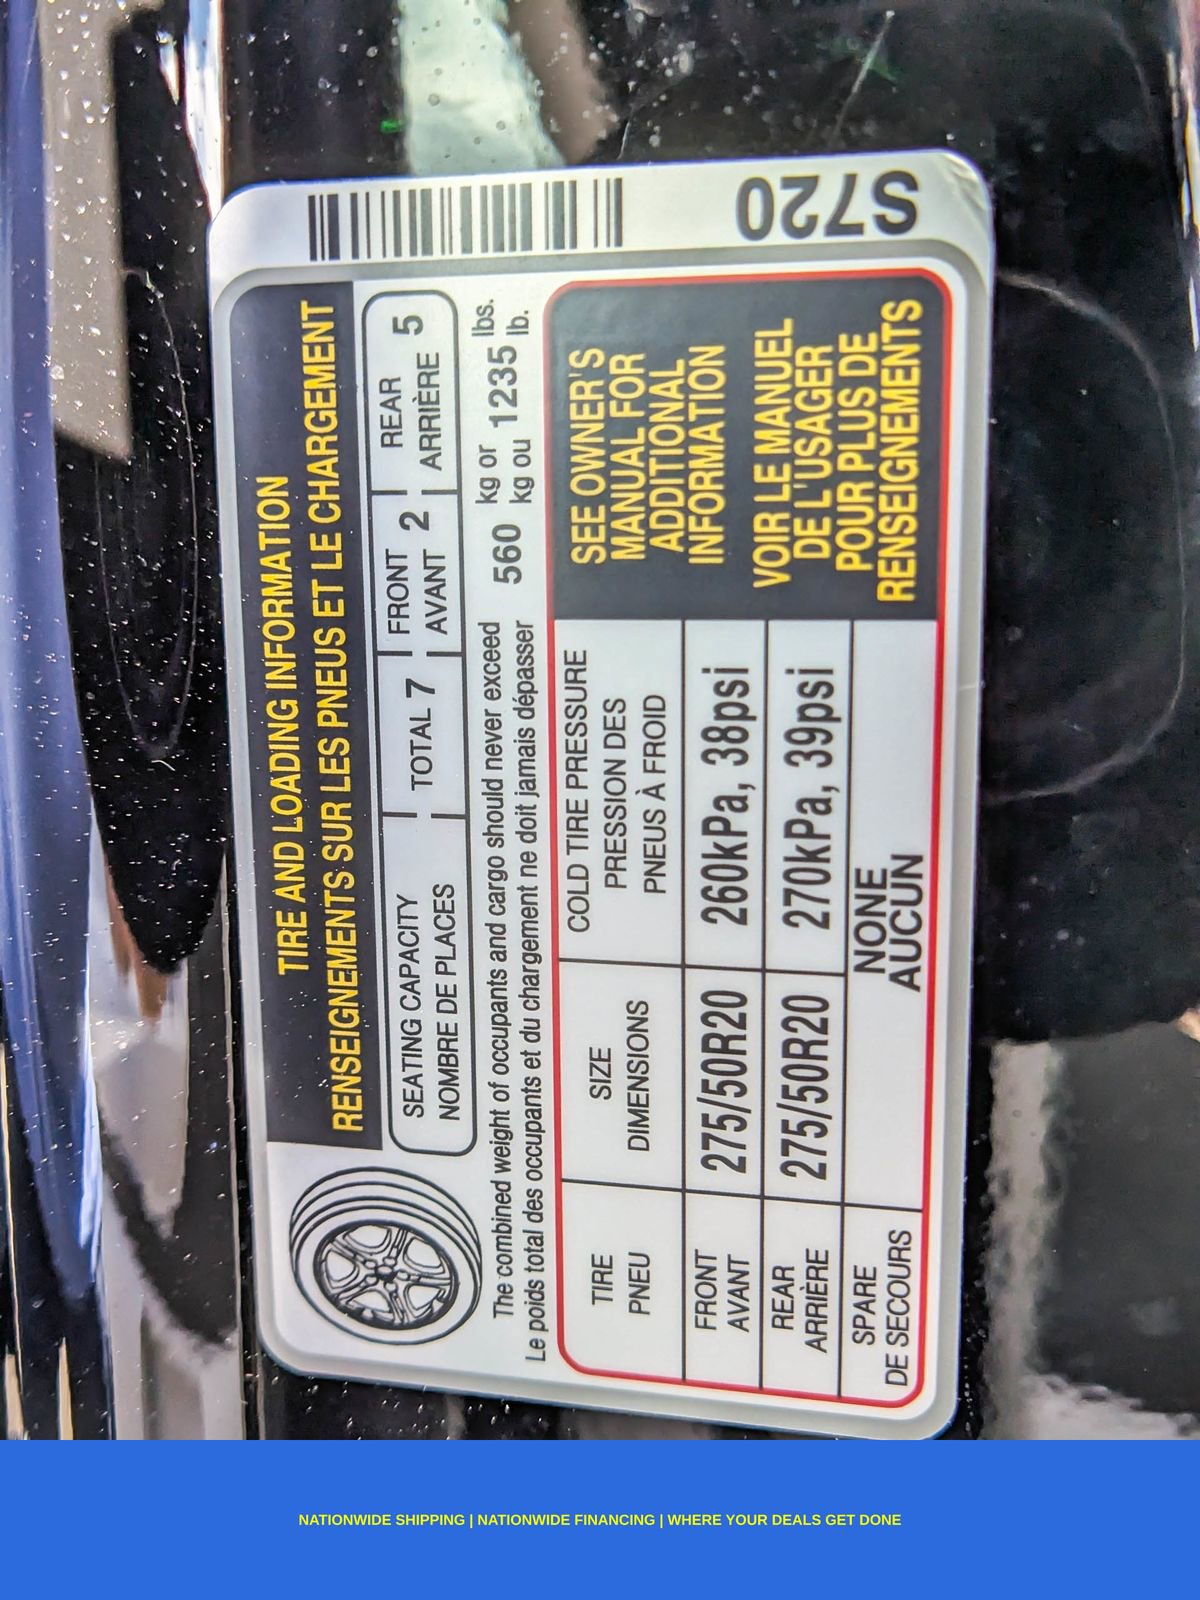 TIRE AND LOADING INFORMATION
RENSEIGNEMENTS SUR LES PNEUS ET LE CHARGEMENT
SEATING CAPACITY
NOMBRE DE PLACES
TOTAL 7
FRONT
AVANT 2
REAR
ARRIÈRE 5
The combined weight of occupants and cargo should never exceed 560 kg or 1235 lbs.
Le poids total des occupants et du chargement ne doit jamais dépasser kg ou lb.
TIRE
PNEU
SIZE
DIMENSIONS
COLD TIRE PRESSURE
PRESSION DES
PNEUS À FROID
FRONT
AVANT
275/50R20
260kPa, 38psi
REAR
ARRIÈRE
275/50R20
270kPa, 39psi
SPARE
DE SECOURS
NONE
AUCUN
SEE OWNER'S
MANUAL FOR
ADDITIONAL
INFORMATION
VOIR LE MANUEL
DE L'USAGER
POUR PLUS DE
RENSEIGNEMENTS
S720
NATIONWIDE SHIPPING | NATIONWIDE FINANCING | WHERE YOUR DEALS GET DONE